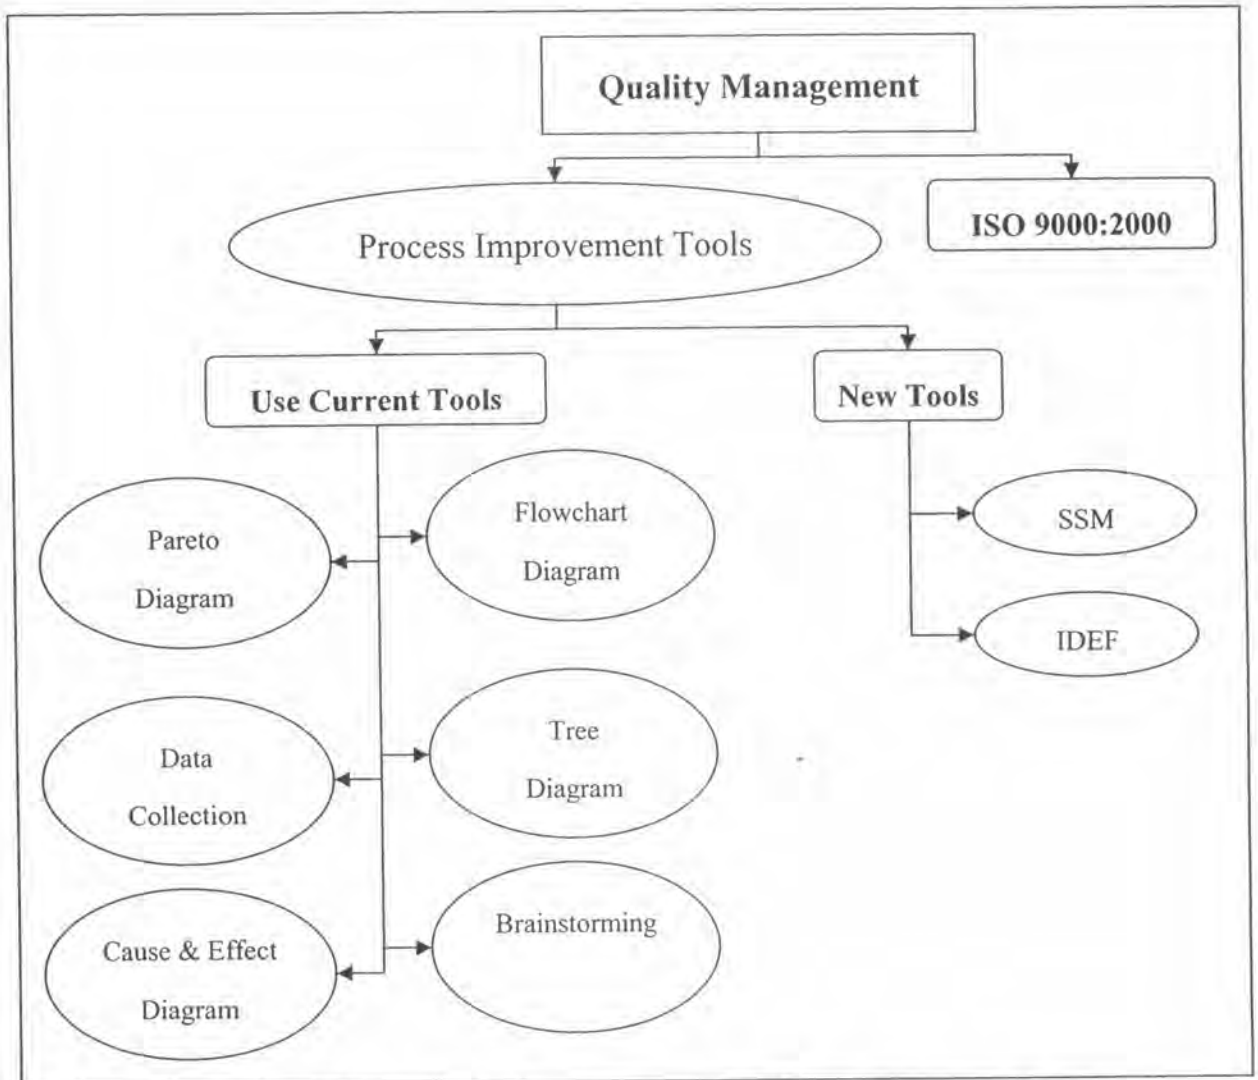 Quality Management
Process Improvement Tools
ISO 9000:2000
Use Current Tools
New Tools
Pareto
Diagram
Flowchart
Diagram
SSM
IDEF
Data
Collection
Tree
Diagram
Cause & Effect
Diagram
Brainstorming